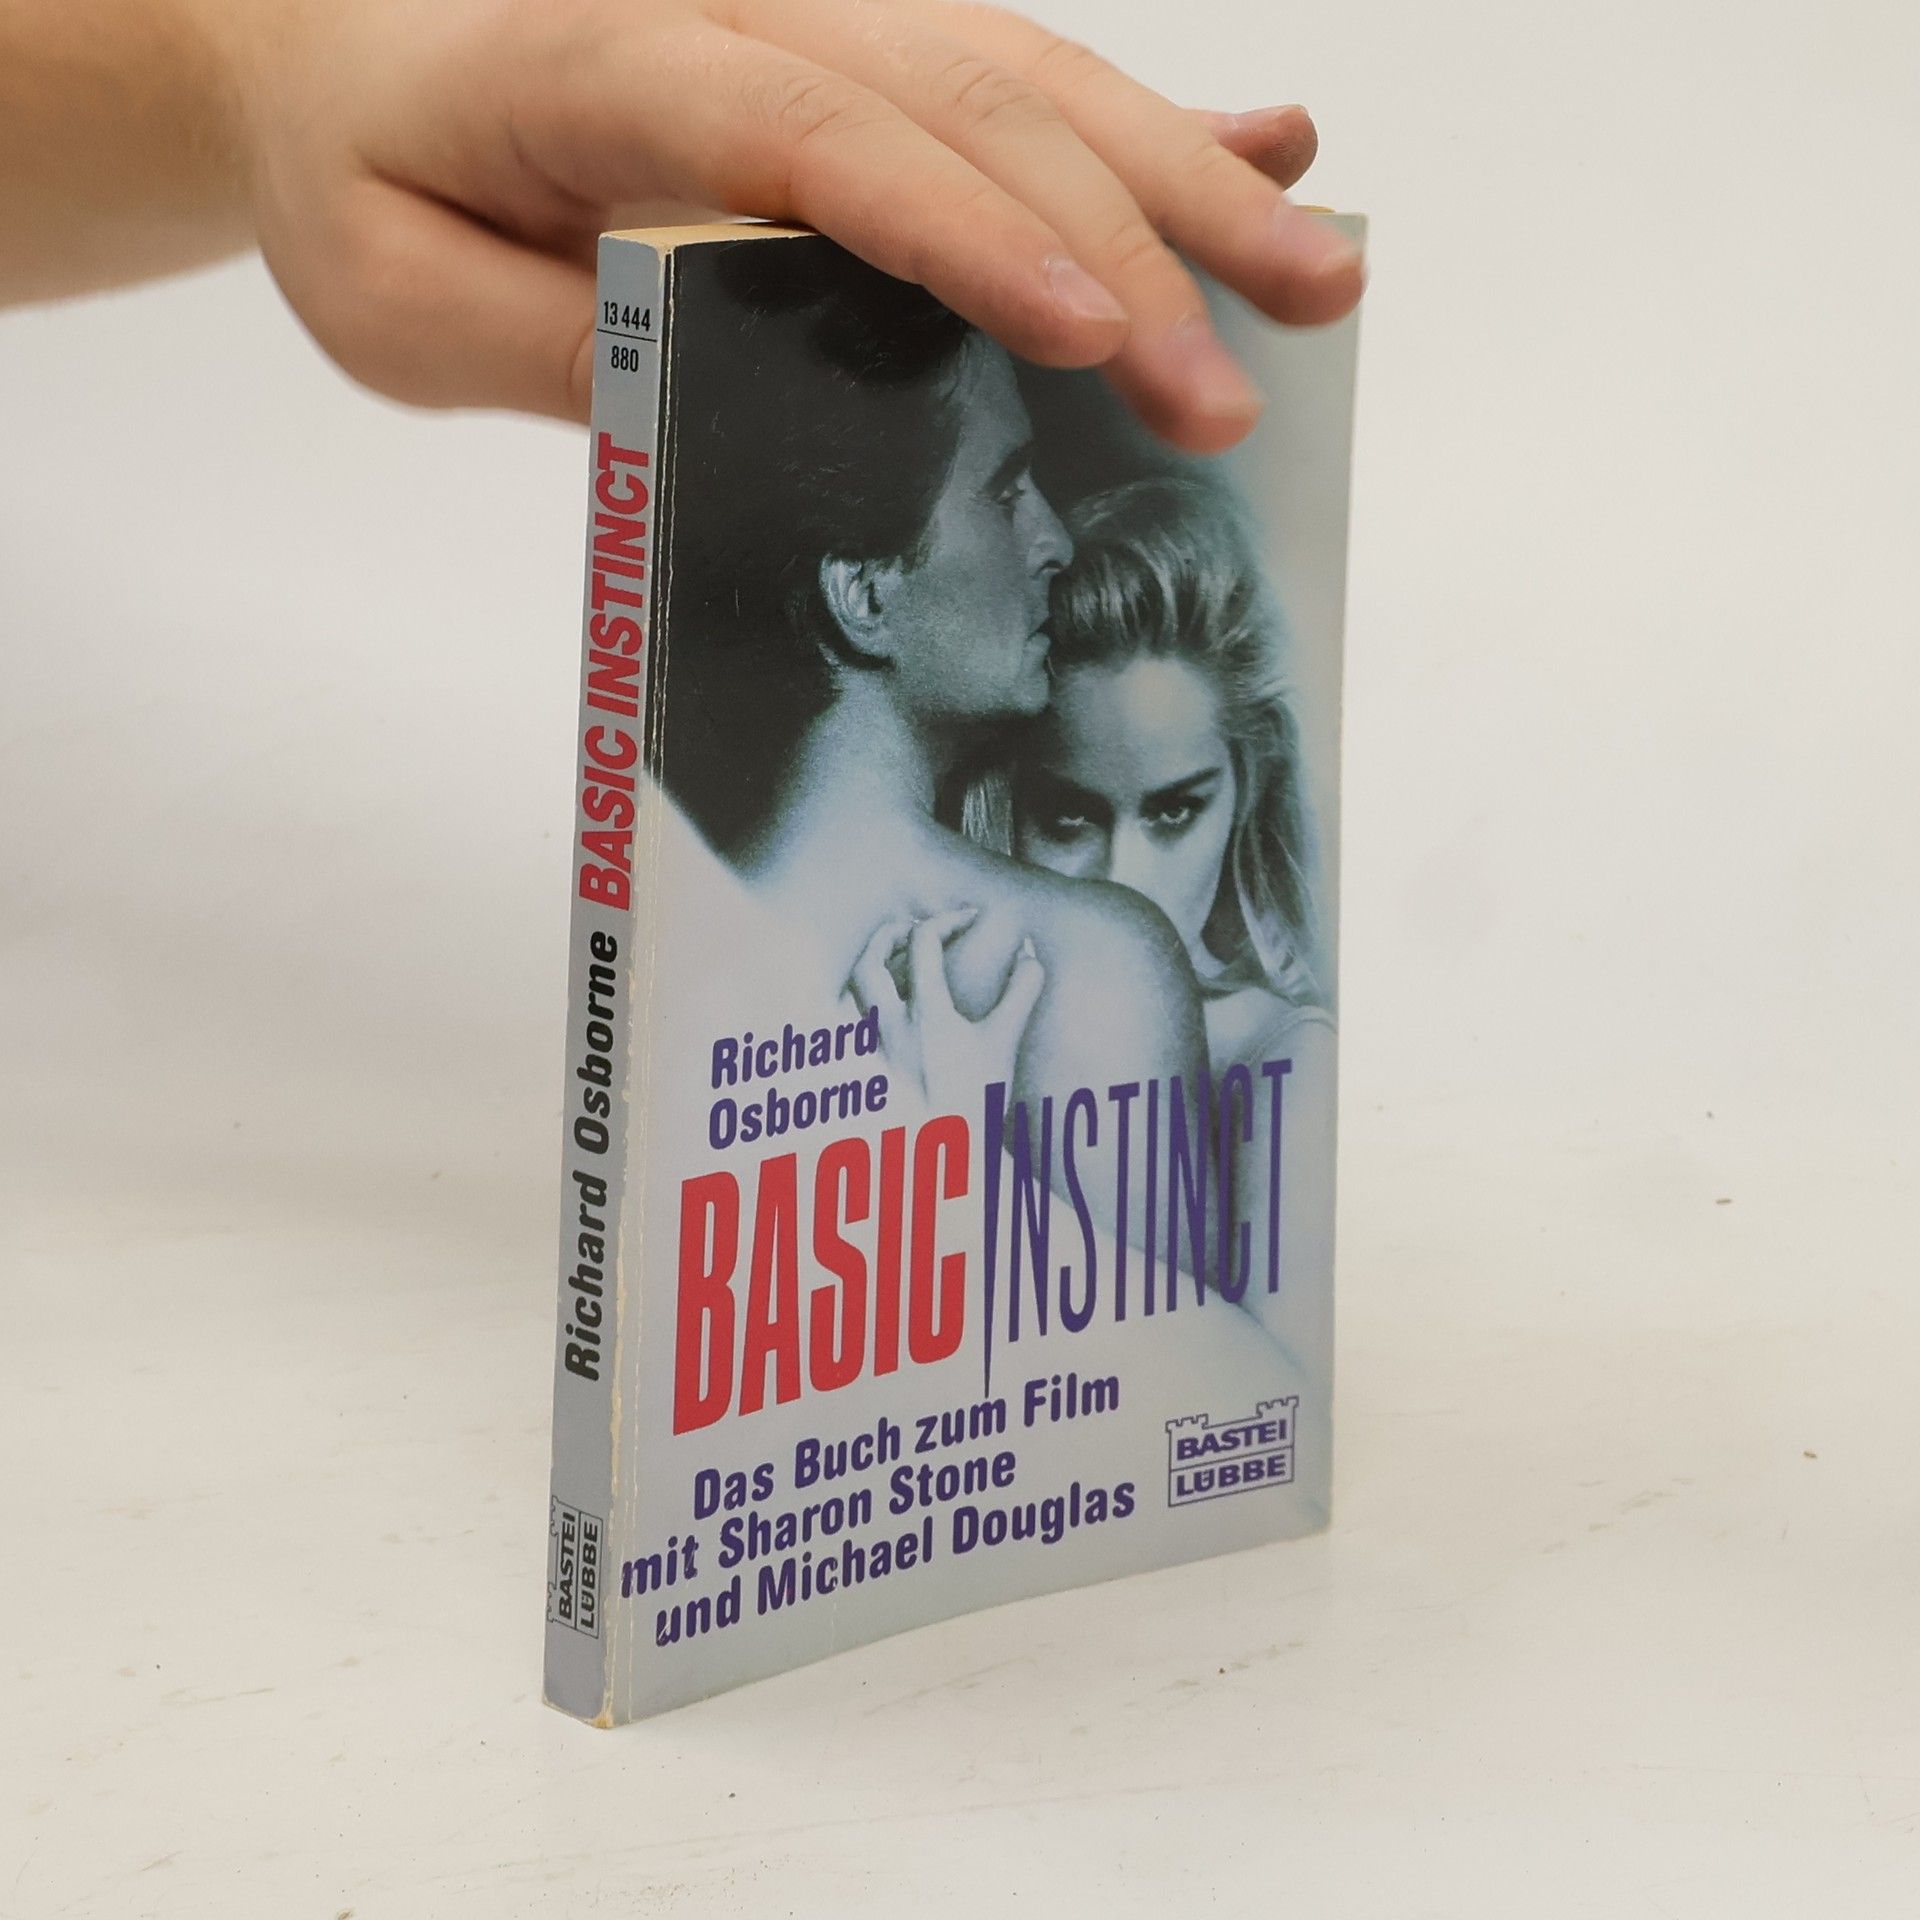 13 444
880
Richard Osborne BASIC INSTINCT
BASTEI
LÜBBE
Richard
Osborne
BASIC INSTINCT
Das Buch zum Film
mit Sharon Stone
und Michael Douglas
BASTEI
LÜBBE